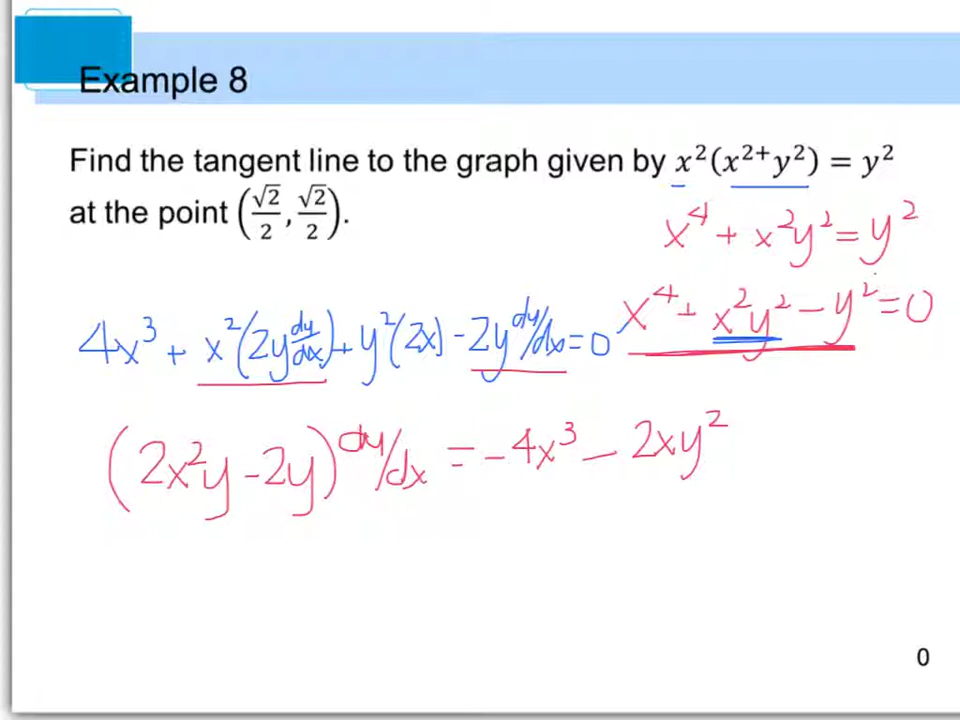 Example 8
Find the tangent line to the graph given by x²(x²⁺y²) = y²
at the point (√2/2, √2/2).
x⁴ + x²y² = y²
x⁴ + x²y² − y² = 0
4x³ + x²(2y dy/dx) + y²(2x) − 2y dy/dx = 0
(2x²y − 2y) dy/dx = −4x³ − 2xy²
0